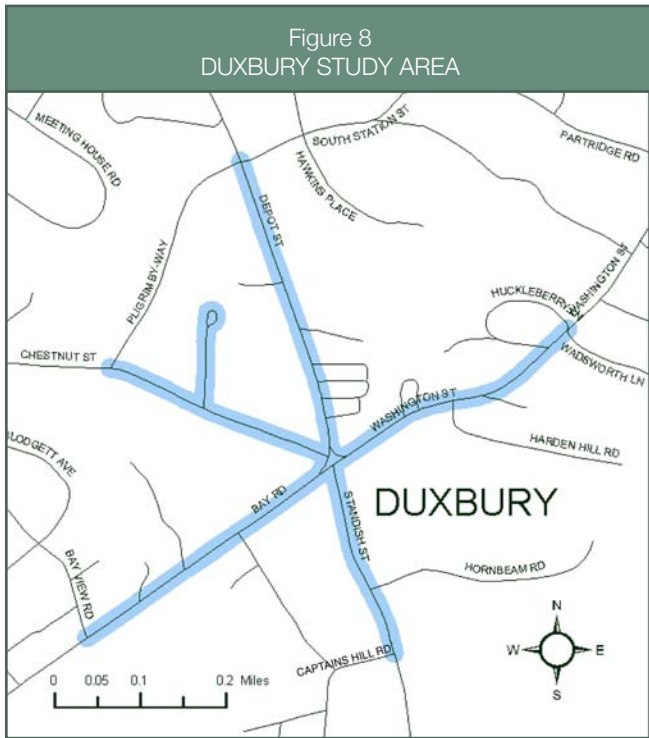 Figure 8
DUXBURY STUDY AREA
MEETING HOUSE RD
SOUTH STATION ST
PARTRIDGE RD
HAWKINS PLACE
DEPOT ST
PLIGRIM BY-WAY
HUCKLEBERRY
WASHINGTON ST
CHESTNUT ST
WADSWORTH LN
WASHINGTON ST
HARDEN HILL RD
BLODGETT AVE
BAY RD
STANDISH ST
DUXBURY
BAY VIEW RD
HORNBEAM RD
CAPTAINS HILL RD
N
W E
S
0 0.05 0.1 0.2 Miles